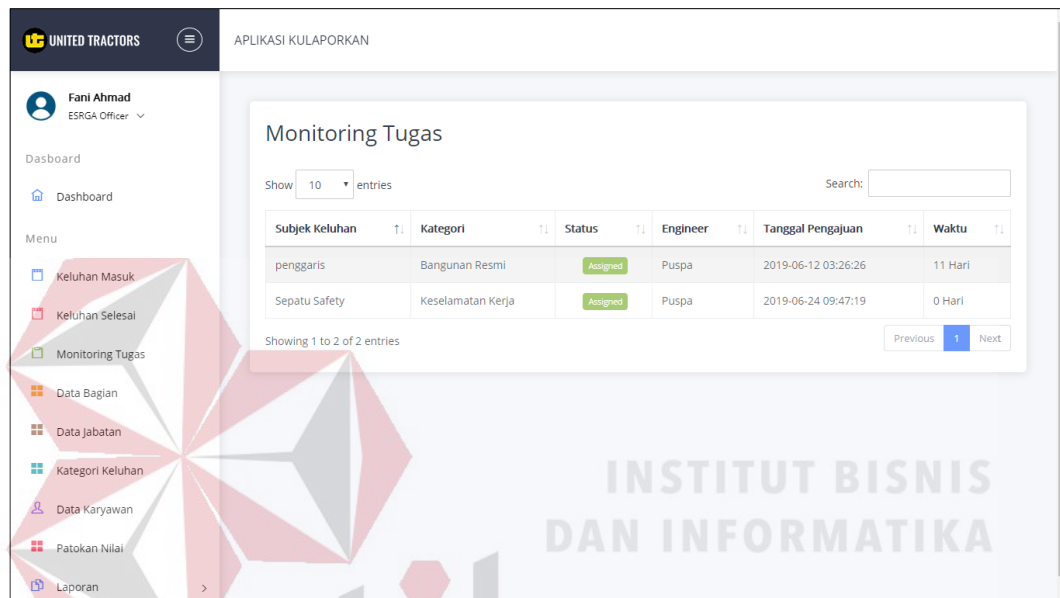 UNITED TRACTORS
APLIKASI KULAPORKAN
Fani Ahmad
ESRGA Officer
Dasboard
Dashboard
Menu
Keluhan Masuk
Keluhan Selesai
Monitoring Tugas
Data Bagian
Data Jabatan
Kategori Keluhan
Data Karyawan
Patokan Nilai
Laporan
Monitoring Tugas
Show 10 entries
Search:
Subjek Keluhan Kategori Status Engineer Tanggal Pengajuan Waktu
penggaris Bangunan Resmi Assigned Puspa 2019-06-12 03:26:26 11 Hari
Sepatu Safety Keselamatan Kerja Assigned Puspa 2019-06-24 09:47:19 0 Hari
Showing 1 to 2 of 2 entries
Previous 1 Next
INSTITUT BISNIS
DAN INFORMATIKA